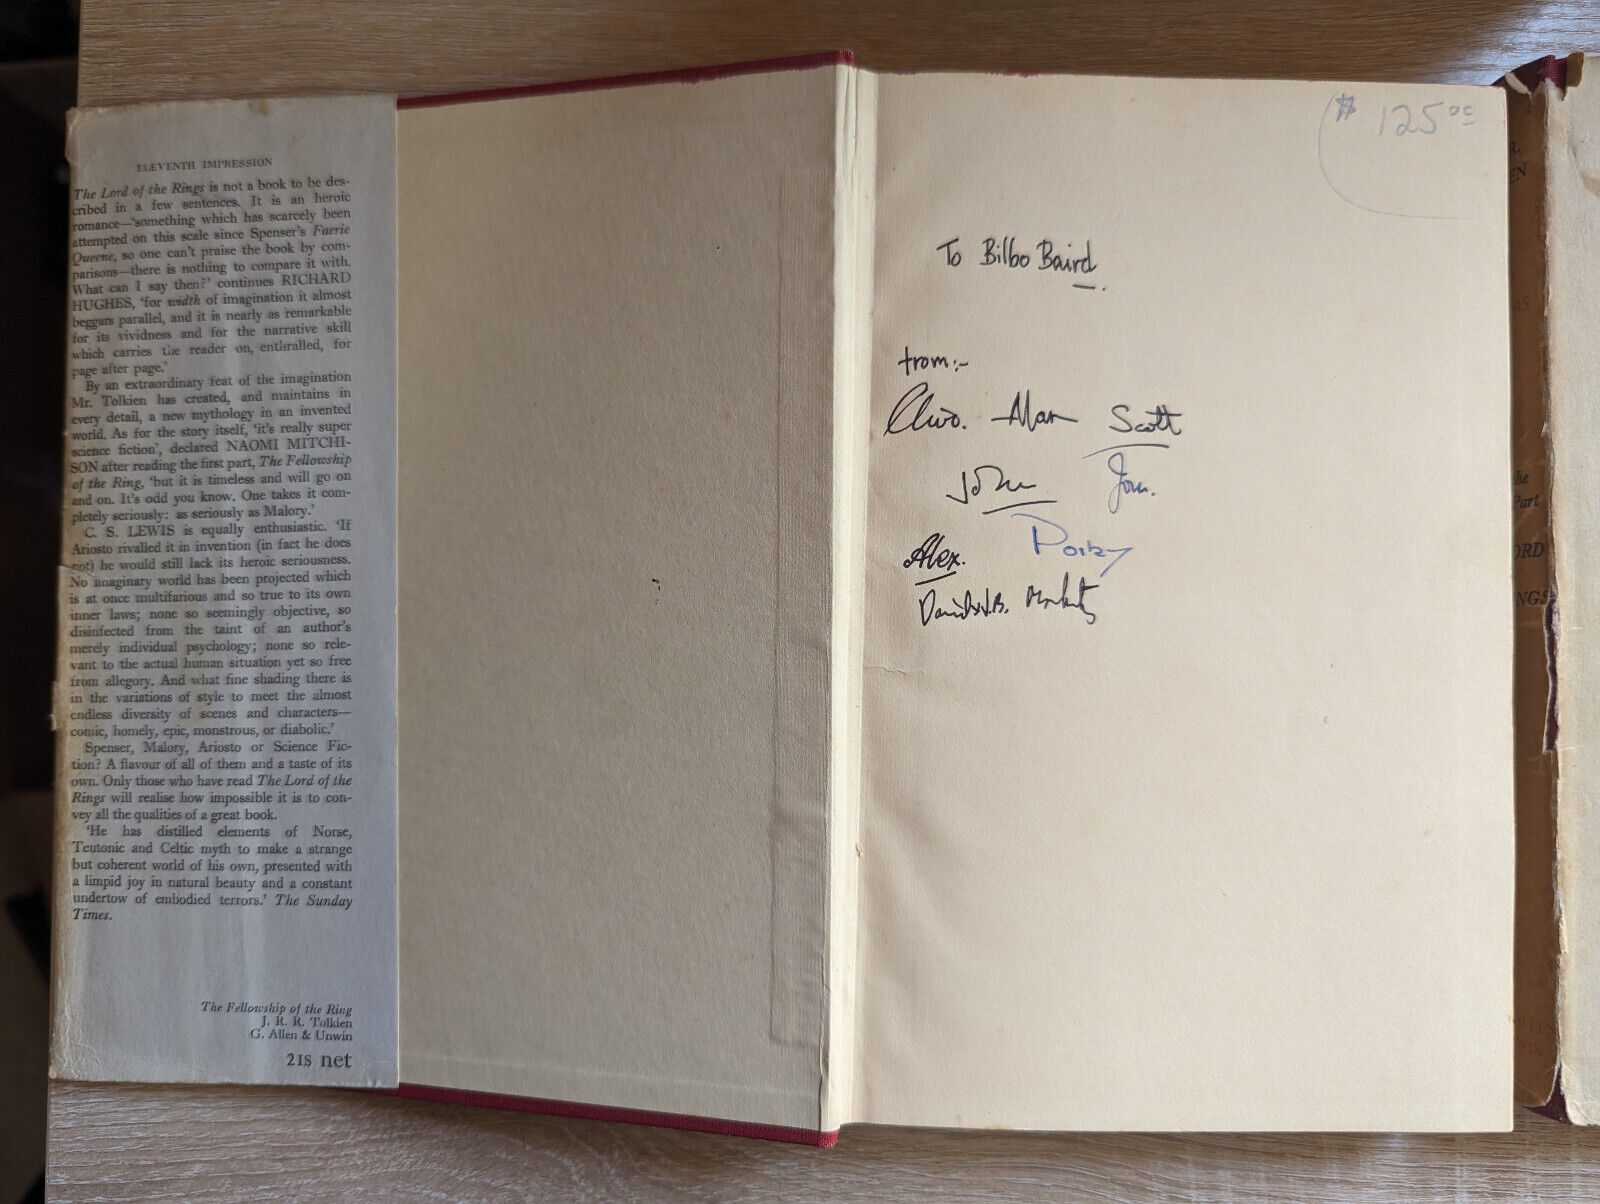 ELEVENTH IMPRESSION
The Lord of the Rings is not a book to be des-
cribed in a few sentences. It is an heroic
romance—‘something which has scarcely been
attempted on this scale since Spenser’s Faerie
Queene, so one can’t praise the book by com-
parisons—there is nothing to compare it with.
What can I say then?’ continues RICHARD
HUGHES, ‘for width of imagination it almost
beggars parallel, and it is nearly as remarkable
for its vividness and for the narrative skill
which carries the reader on, enthralled, for
page after page.’
By an extraordinary feat of the imagination
Mr. Tolkien has created, and maintains in
every detail, a new mythology in an invented
world. As for the story itself, ‘it’s really super
science fiction’, declared NAOMI MITCHI-
SON after reading the first part, The Fellowship
of the Ring, ‘but it is timeless and will go on
and on. It’s odd you know. One takes it com-
pletely seriously: as seriously as Malory.’
C. S. LEWIS is equally enthusiastic. ‘If
Ariosto rivalled it in invention (in fact he does
not) he would still lack its heroic seriousness.
No imaginary world has been projected which
is at once multifarious and so true to its own
inner laws; none so seemingly objective, so
disinfected from the taint of an author’s
merely individual psychology; none so rele-
vant to the actual human situation yet so free
from allegory. And what fine shading there is
in the variations of style to meet the almost
endless diversity of scenes and characters—
comic, homely, epic, monstrous, or diabolic.’
Spenser, Malory, Ariosto or Science Fic-
tion? A flavour of all of them and a taste of its
own. Only those who have read The Lord of the
Rings will realise how impossible it is to con-
vey all the qualities of a great book.
‘He has distilled elements of Norse,
Teutonic and Celtic myth to make a strange
but coherent world of his own, presented with
a limpid joy in natural beauty and a constant
undertow of embodied terrors.’ The Sunday
Times.
The Fellowship of the Ring
J. R. R. Tolkien
G. Allen & Unwin
21s net
$ 125.00
To Bilbo Baird.
from:-
Alan Scott
John
Alex.
David